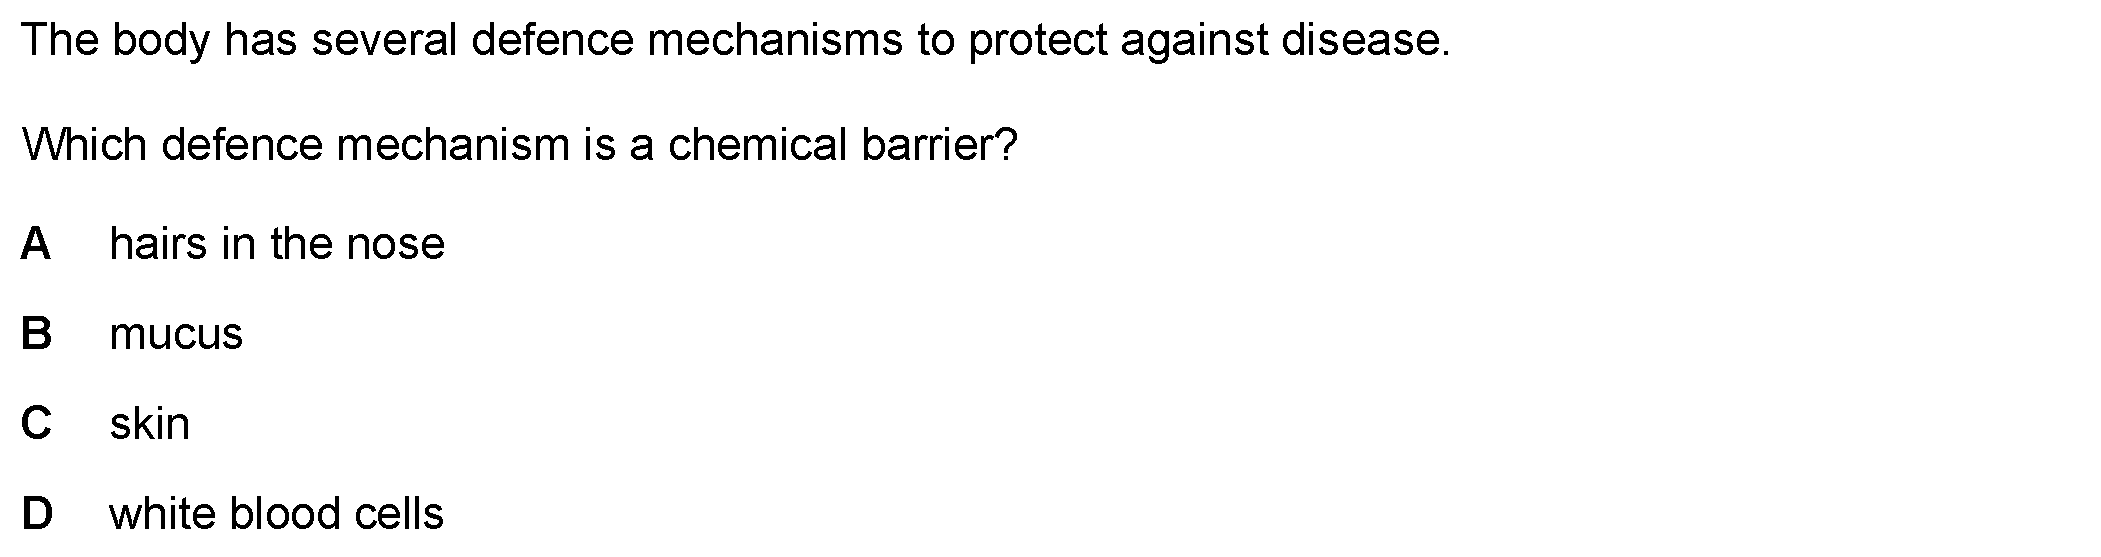 The body has several defence mechanisms to protect against disease.
Which defence mechanism is a chemical barrier?
A hairs in the nose
B mucus
C skin
D white blood cells